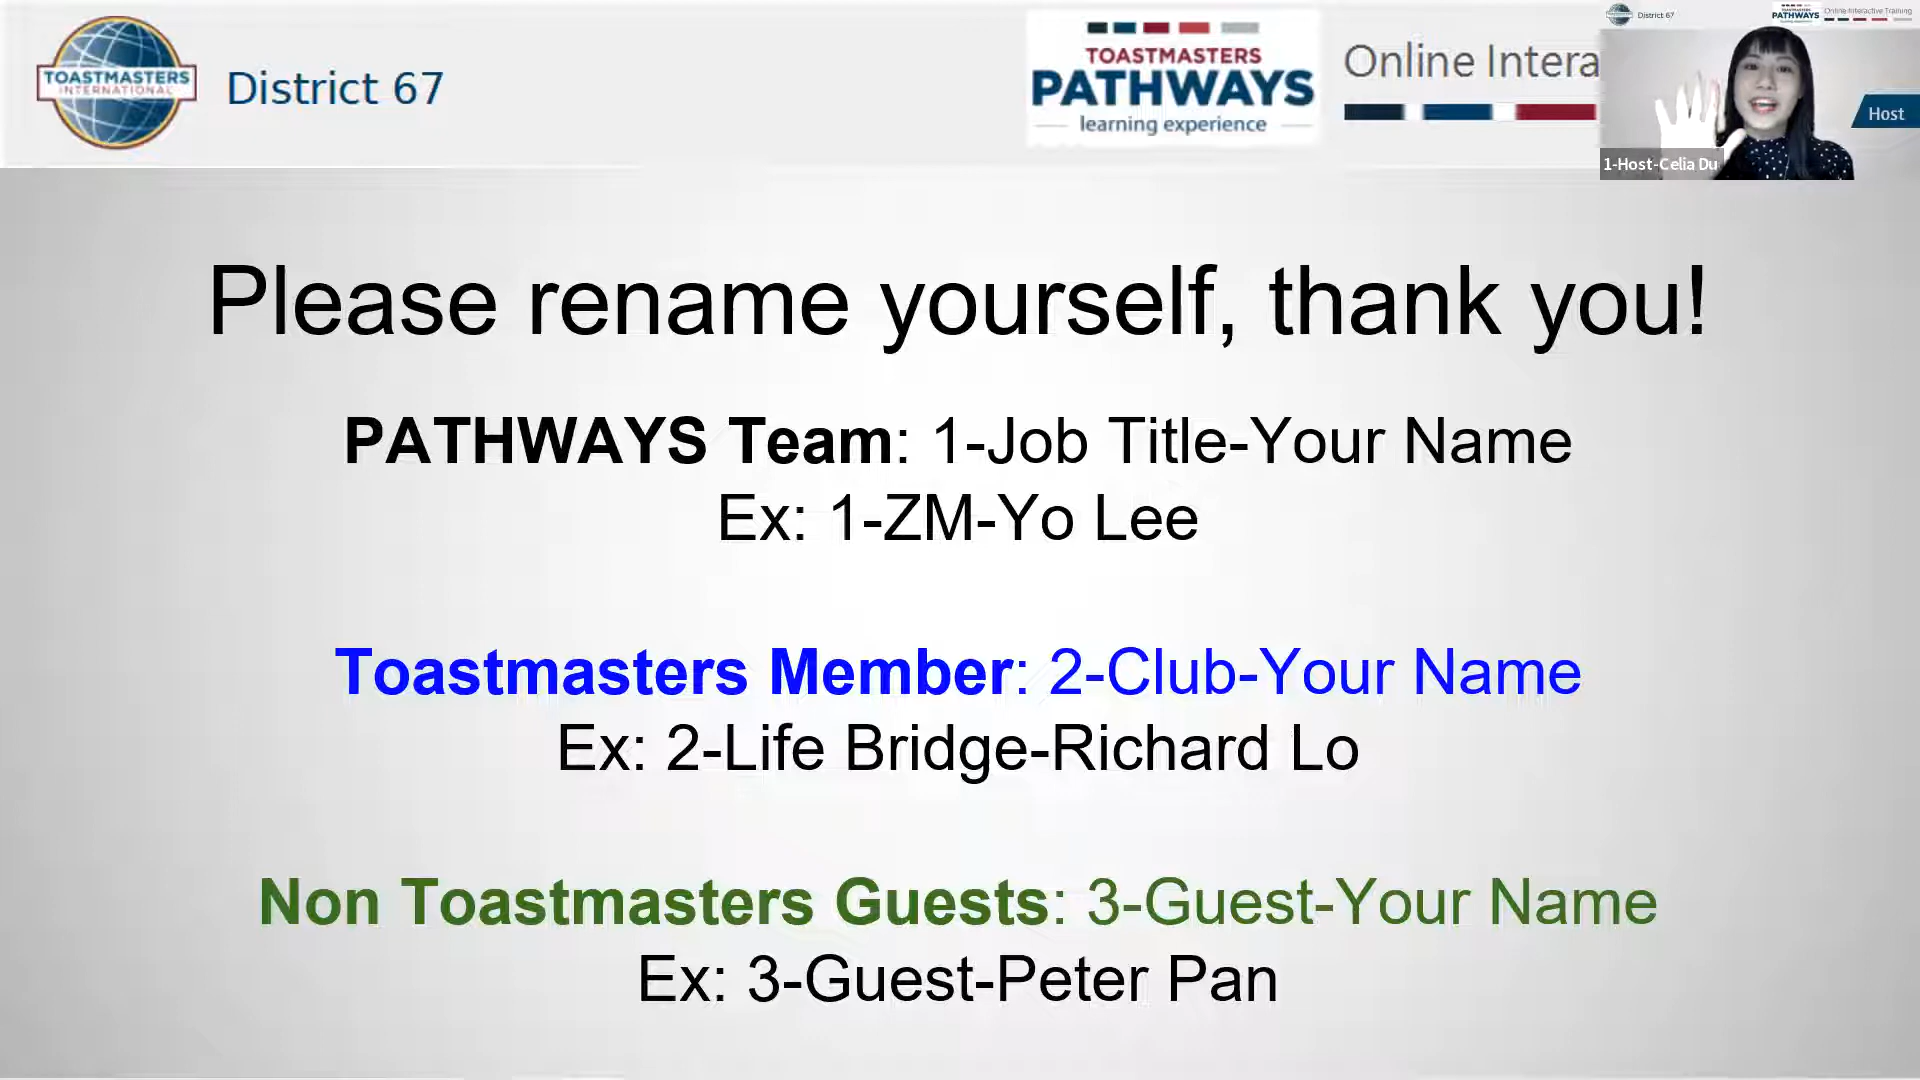 TOASTMASTERS
INTERNATIONAL
District 67
TOASTMASTERS
PATHWAYS
learning experience
Online Intera
District 67
PATHWAYS
Online Interactive Training
Host
1-Host-Celia Du
Please rename yourself, thank you!
PATHWAYS Team: 1-Job Title-Your Name
Ex: 1-ZM-Yo Lee
Toastmasters Member: 2-Club-Your Name
Ex: 2-Life Bridge-Richard Lo
Non Toastmasters Guests: 3-Guest-Your Name
Ex: 3-Guest-Peter Pan